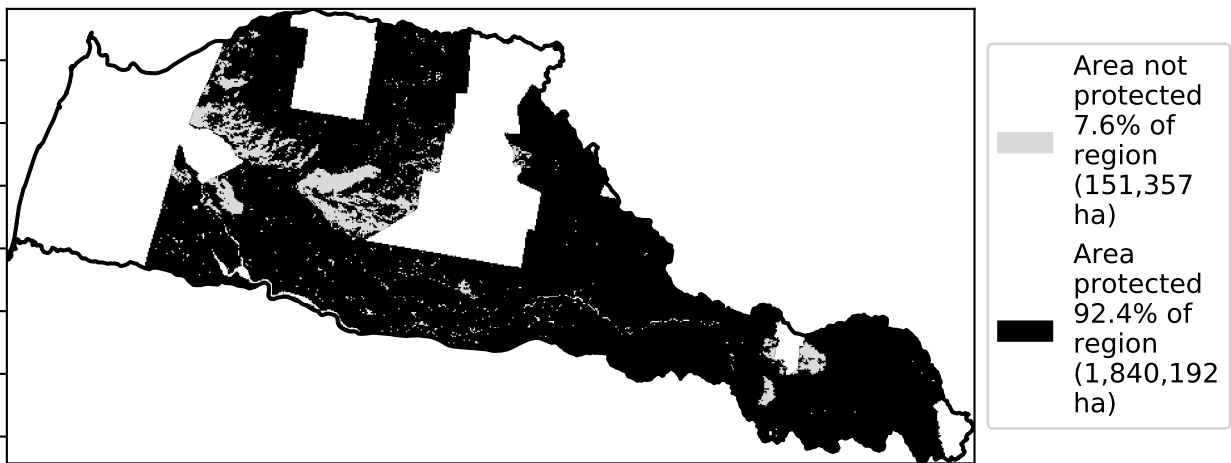 Area not
protected
7.6% of
region
(151,357
ha)
Area
protected
92.4% of
region
(1,840,192
ha)